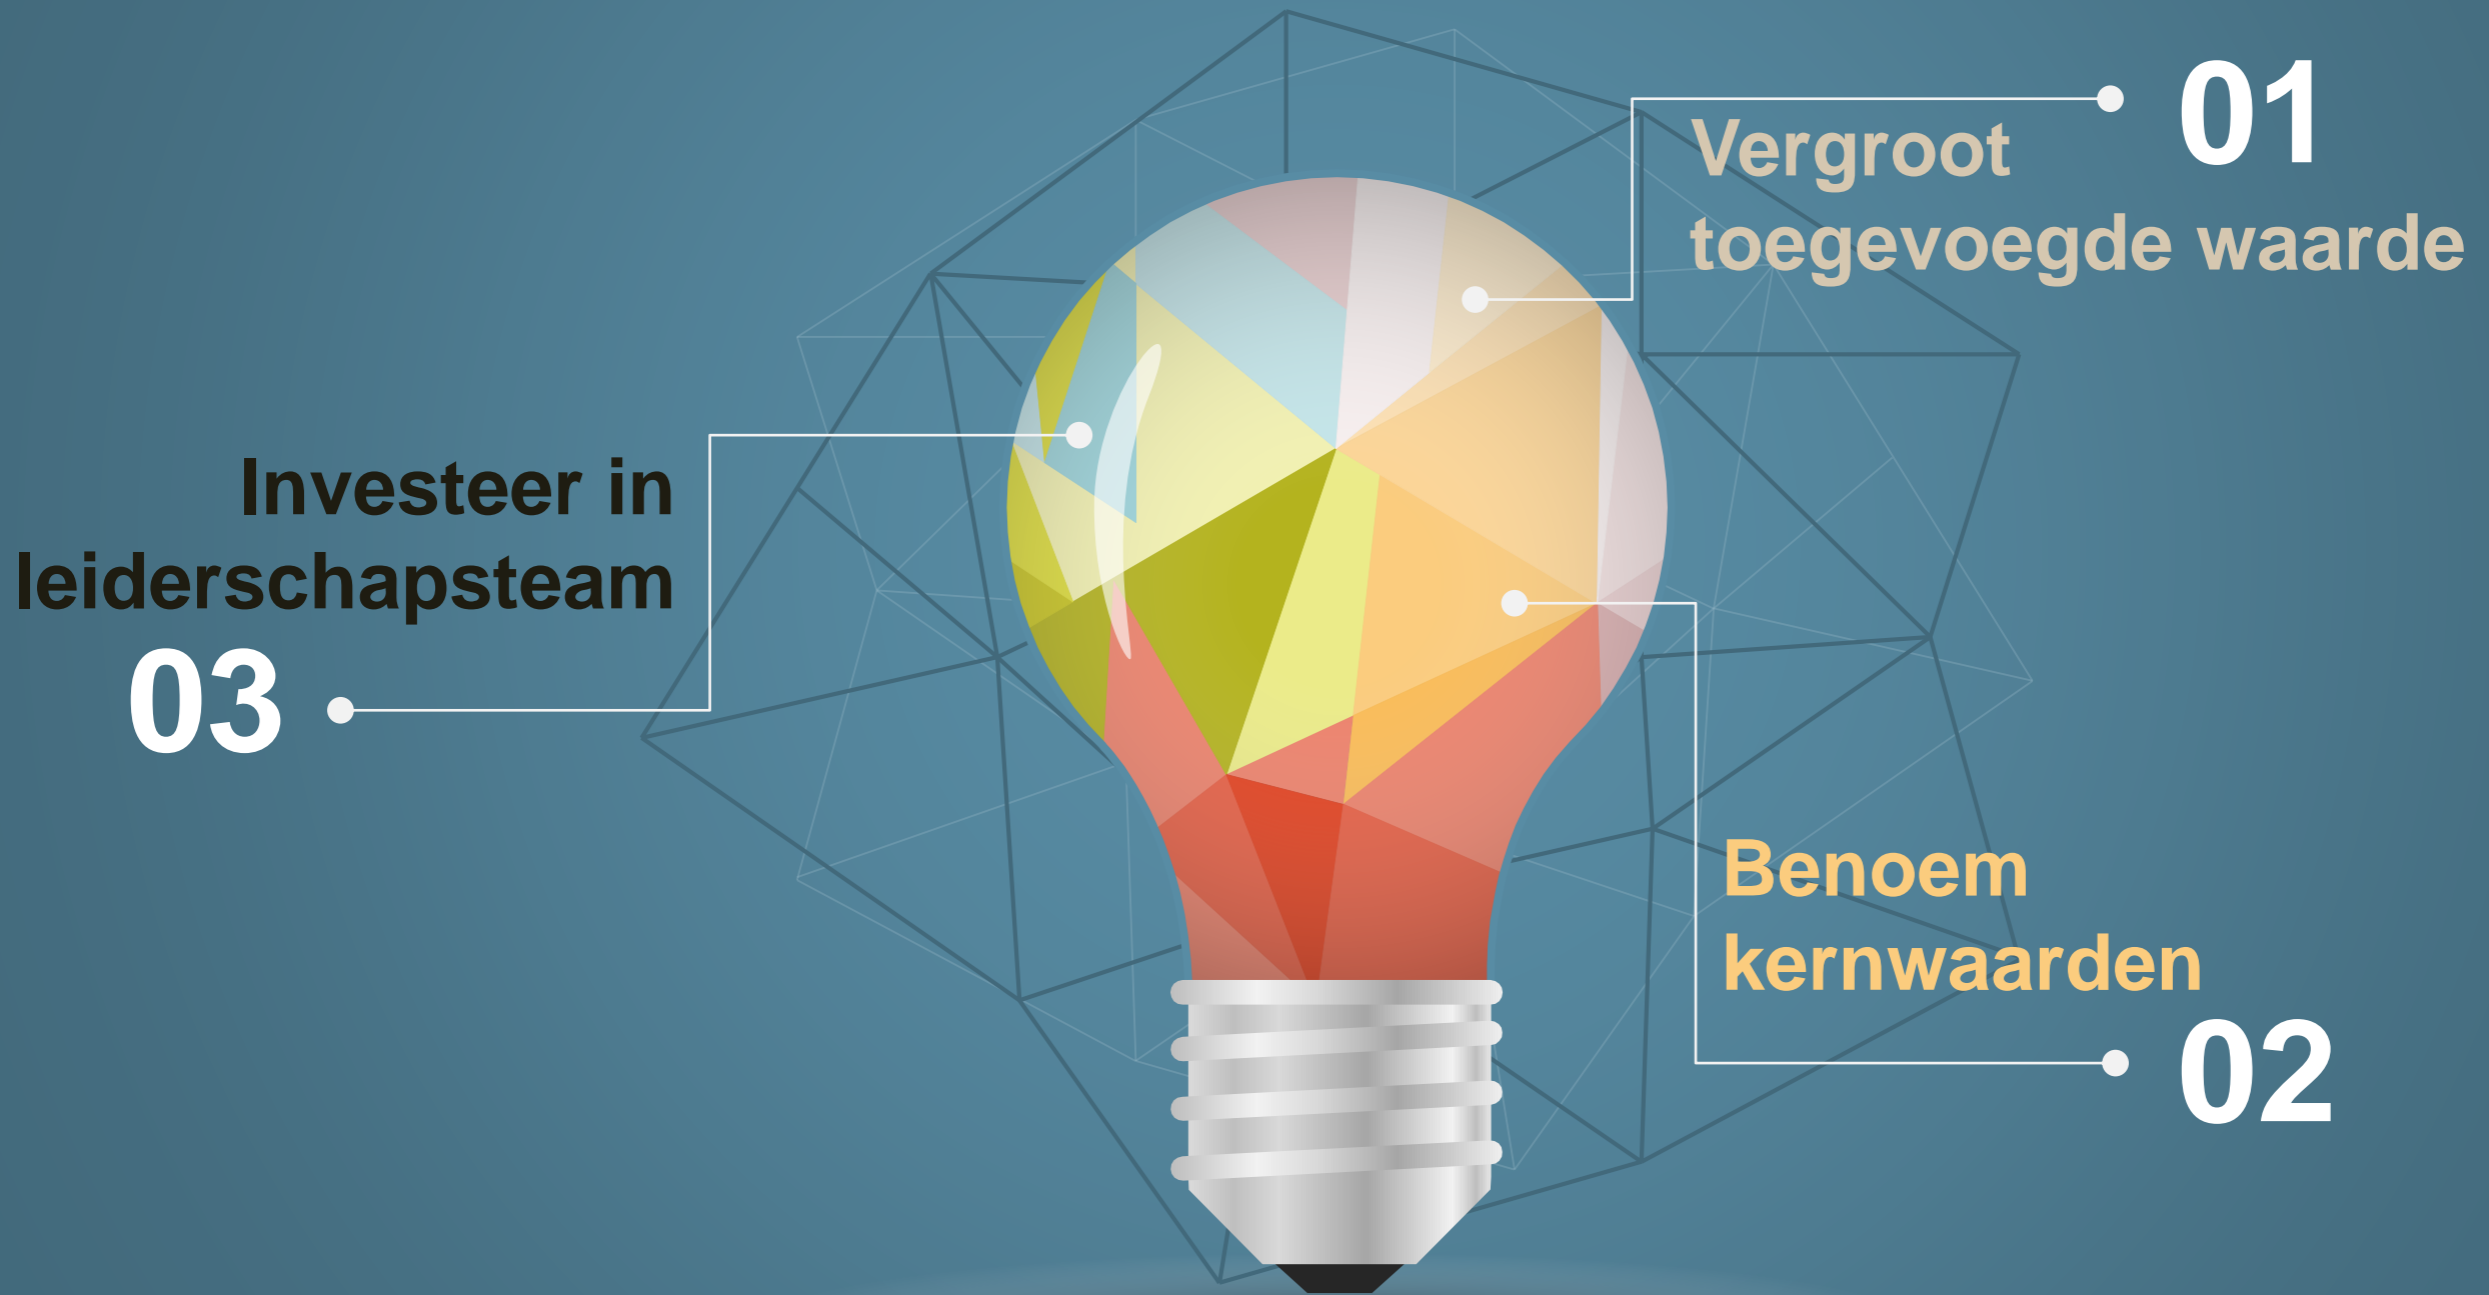 01
Vergroot
toegevoegde waarde
Benoem
kernwaarden
02
Investeer in
leiderschapsteam
03